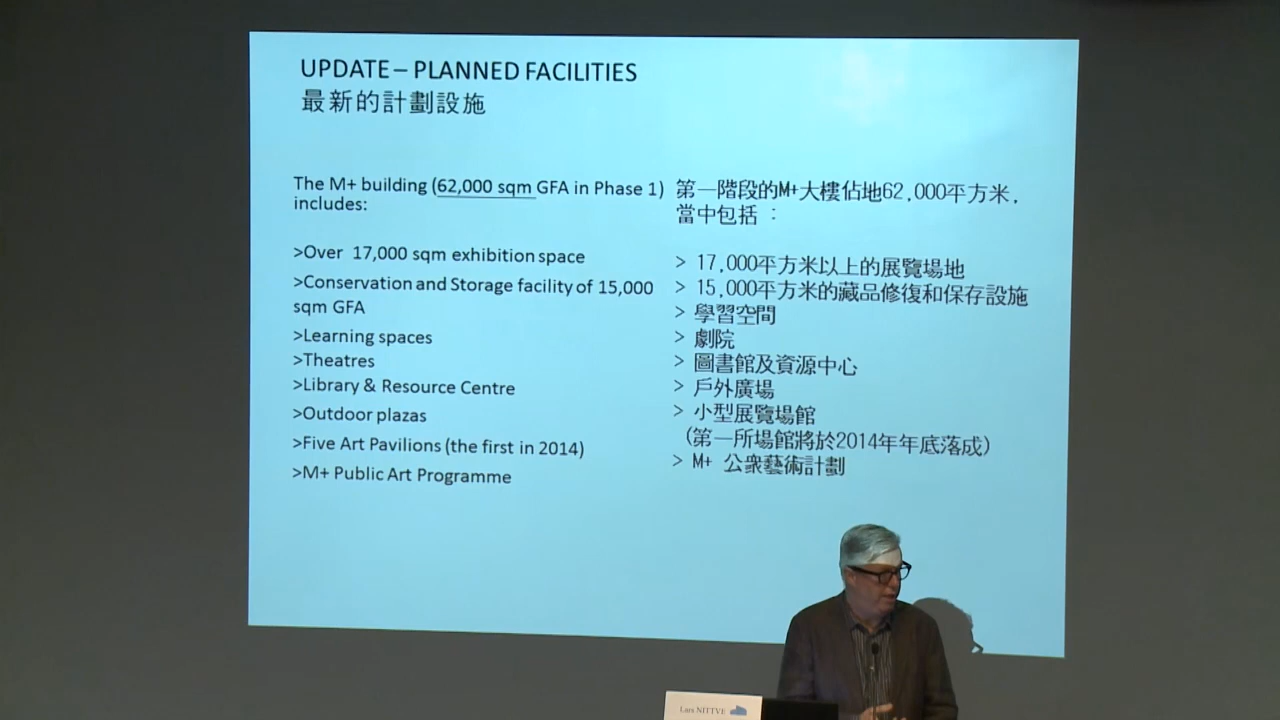 UPDATE – PLANNED FACILITIES
最新的計劃設施
The M+ building (62,000 sqm GFA in Phase 1)
includes:
>Over 17,000 sqm exhibition space
>Conservation and Storage facility of 15,000
sqm GFA
>Learning spaces
>Theatres
>Library & Resource Centre
>Outdoor plazas
>Five Art Pavilions (the first in 2014)
>M+ Public Art Programme
第一階段的M+大樓佔地62,000平方米,
當中包括 :
> 17,000平方米以上的展覽場地
> 15,000平方米的藏品修復和保存設施
> 學習空間
> 劇院
> 圖書館及資源中心
> 戶外廣場
> 小型展覽場館
(第一所場館將於2014年年底落成)
> M+ 公眾藝術計劃
Lars NITTVE